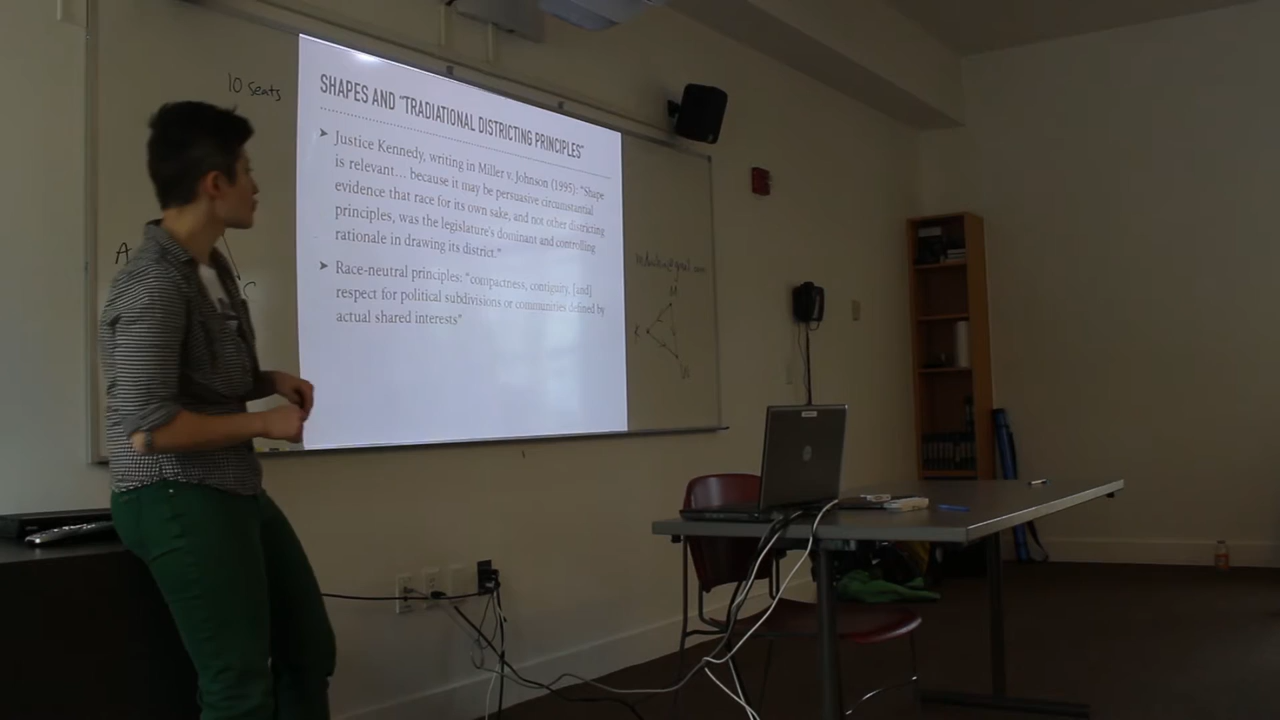 10 seats
SHAPES AND "TRADIATIONAL DISTRICTING PRINCIPLES"
➤ Justice Kennedy, writing in Miller v. Johnson (1995): "Shape
is relevant… because it may be persuasive circumstantial
evidence that race for its own sake, and not other districting
principles, was the legislature's dominant and controlling
rationale in drawing its district."
➤ Race-neutral principles: "compactness, contiguity, [and]
respect for political subdivisions or communities defined by
actual shared interests"
A
C
M
K